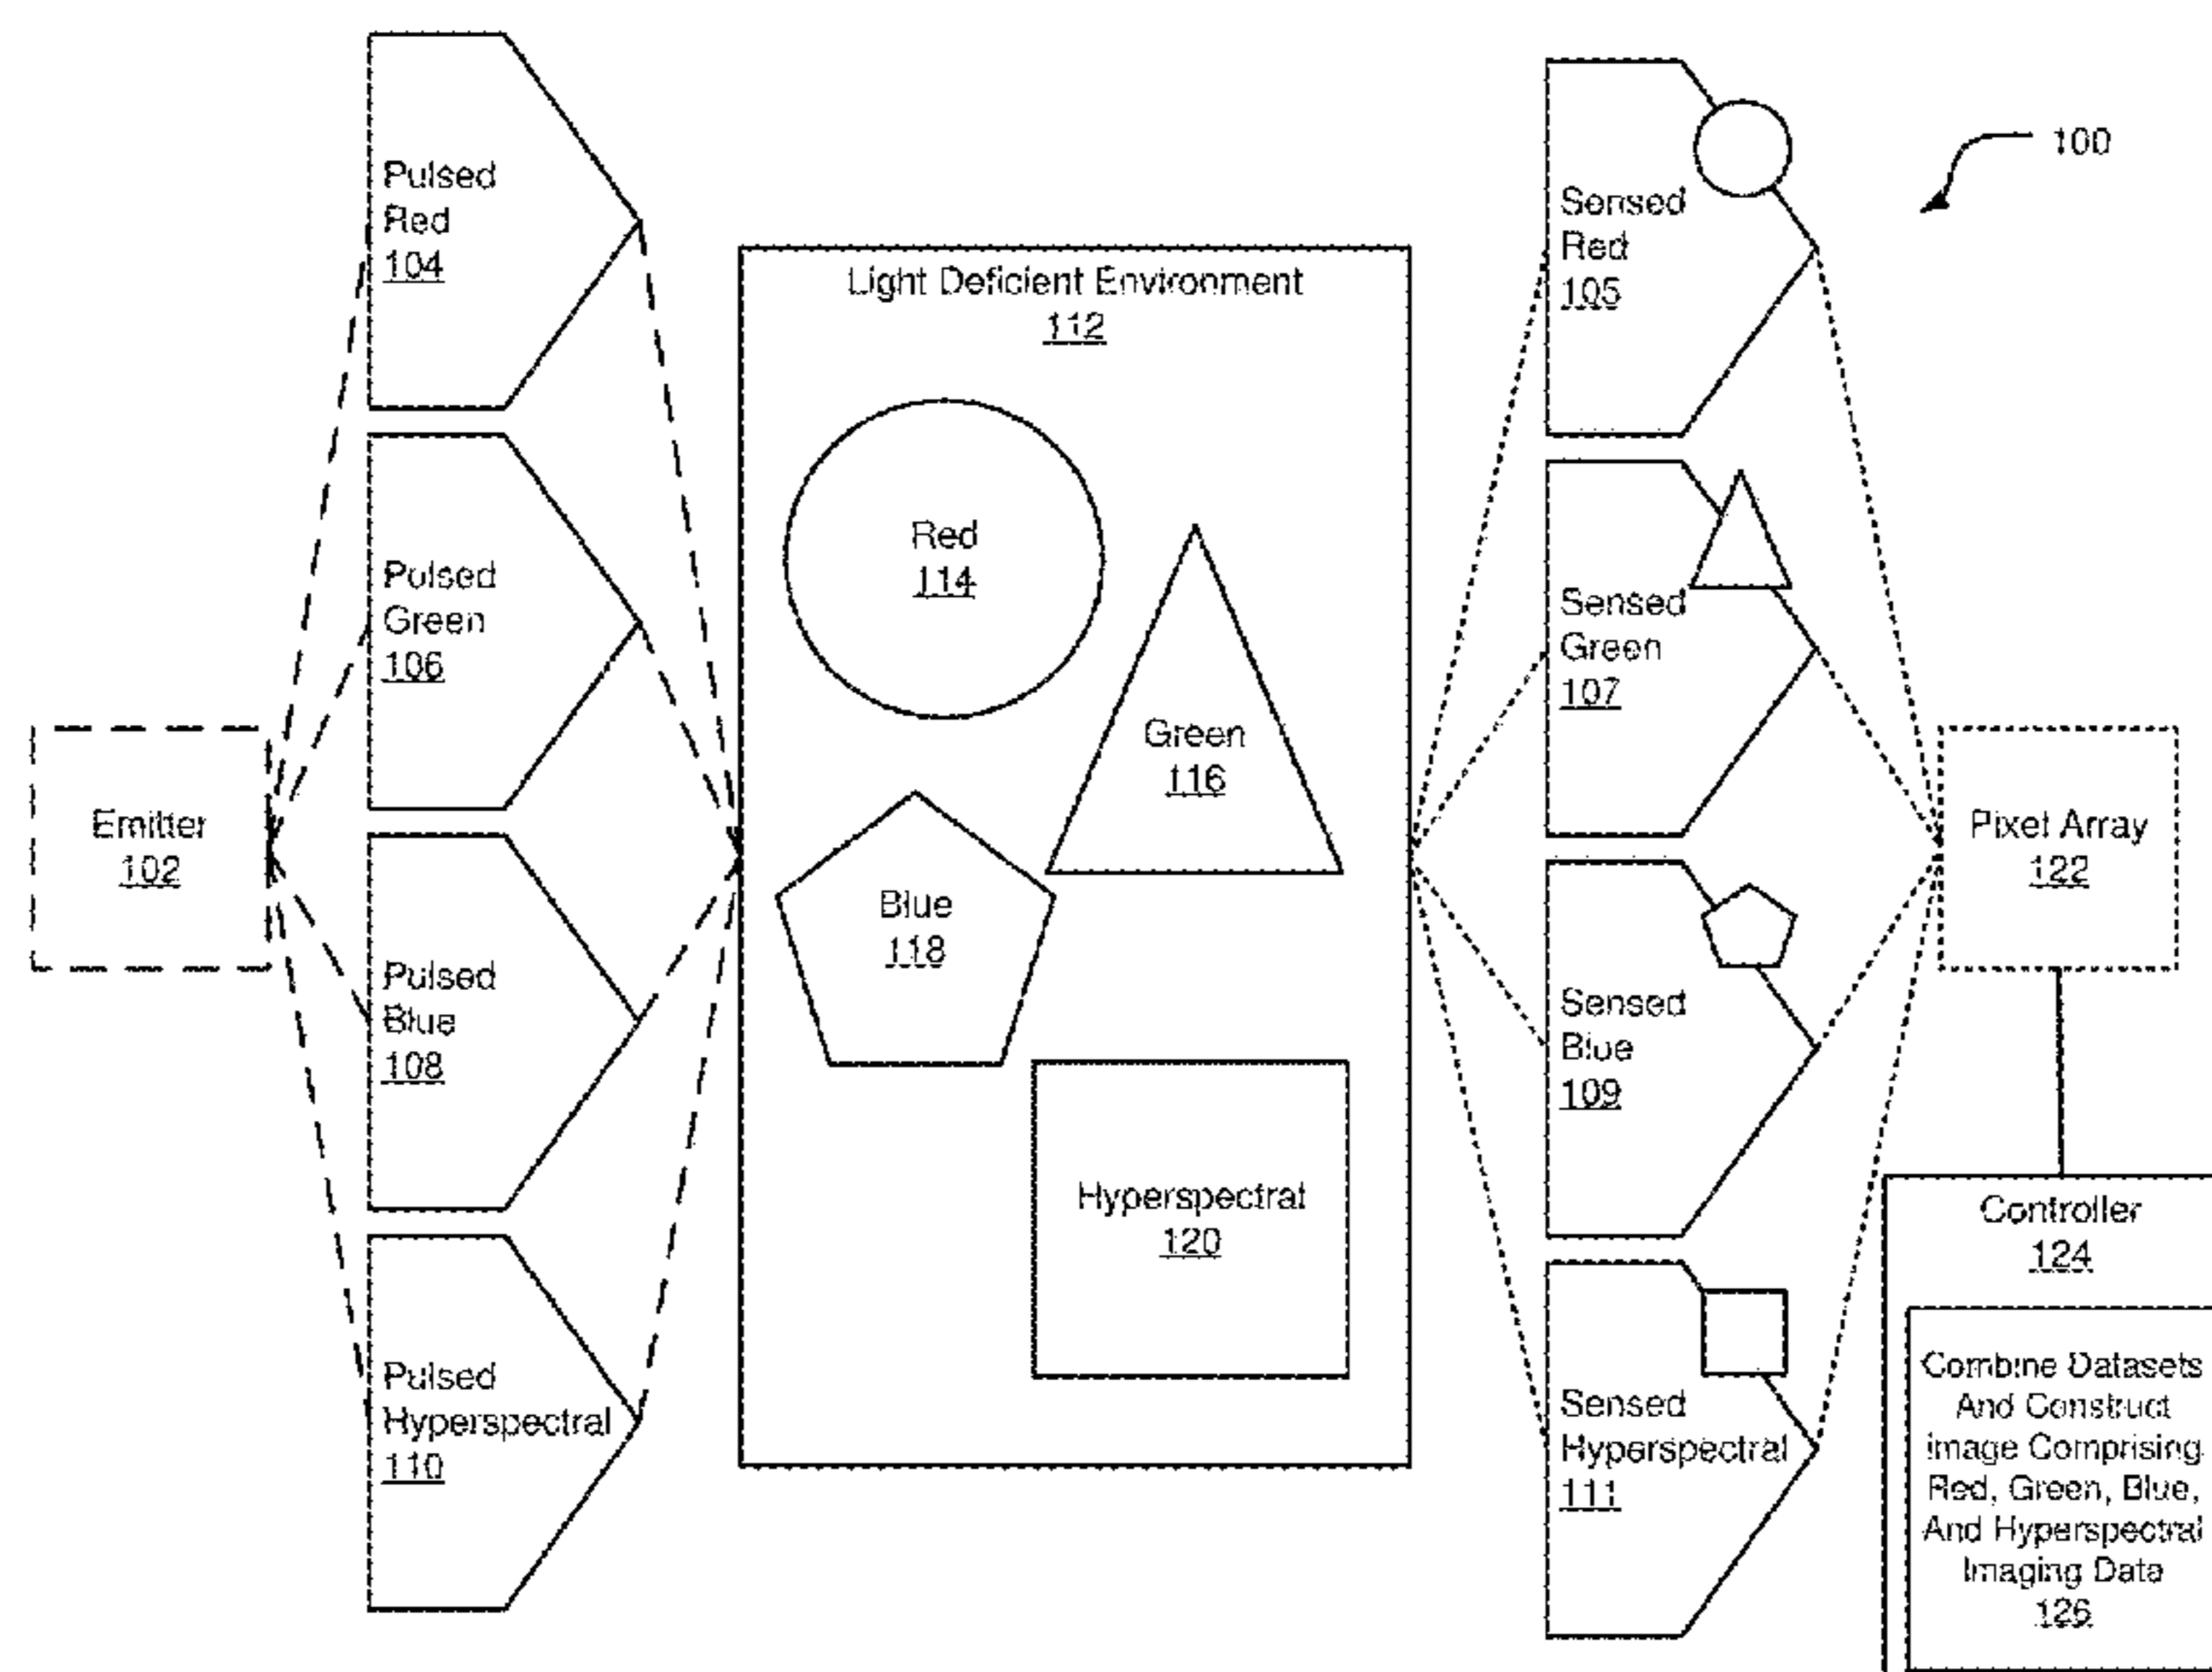 Pulsed
Red
104
Pulsed
Green
106
Emitter
102
Pulsed
Blue
108
Pulsed
Hyperspectral
110
Light Deficient Environment
112
Red
114
Green
116
Blue
118
Hyperspectral
120
Sensed
Red
105
Sensed
Green
107
Sensed
Blue
109
Sensed
Hyperspectral
111
100
Pixel Array
122
Controller
124
Combine Datasets
And Construct
Image Comprising
Red, Green, Blue,
And Hyperspectral
Imaging Data
126